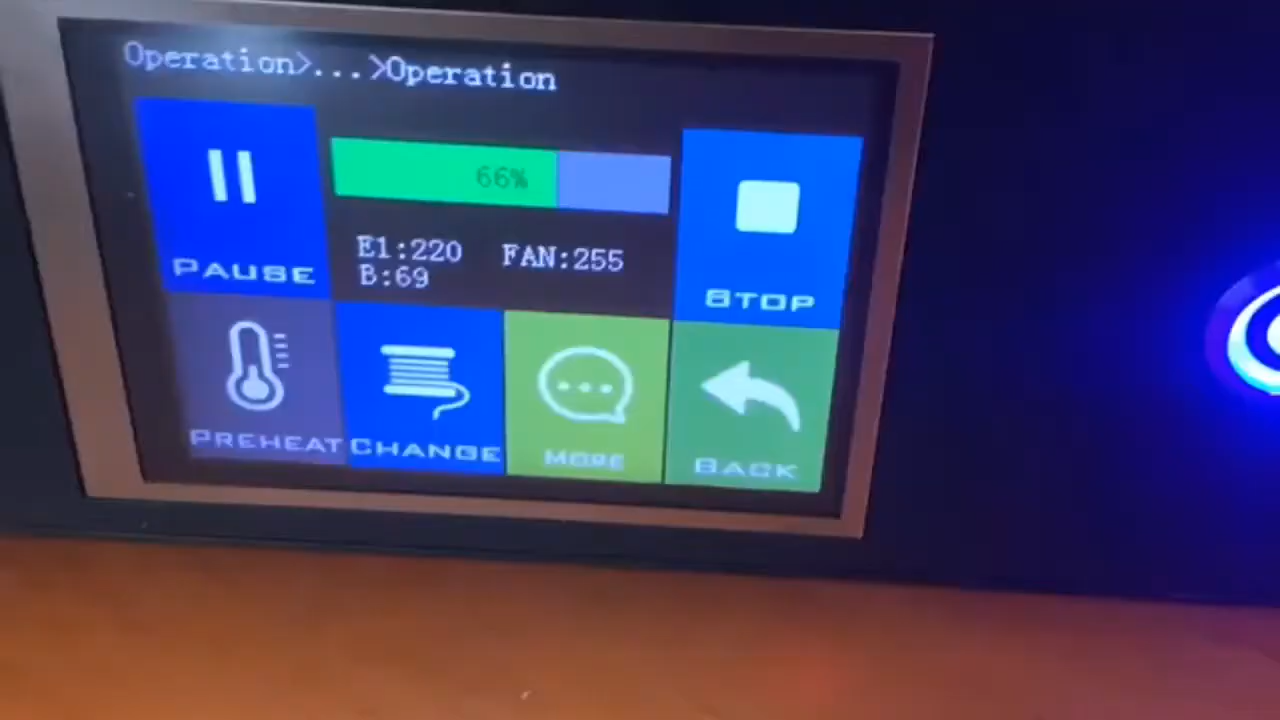 Operation>...>Operation
PAUSE
66%
E1:220 FAN:255
B:69
STOP
PREHEAT
CHANGE
MORE
BACK